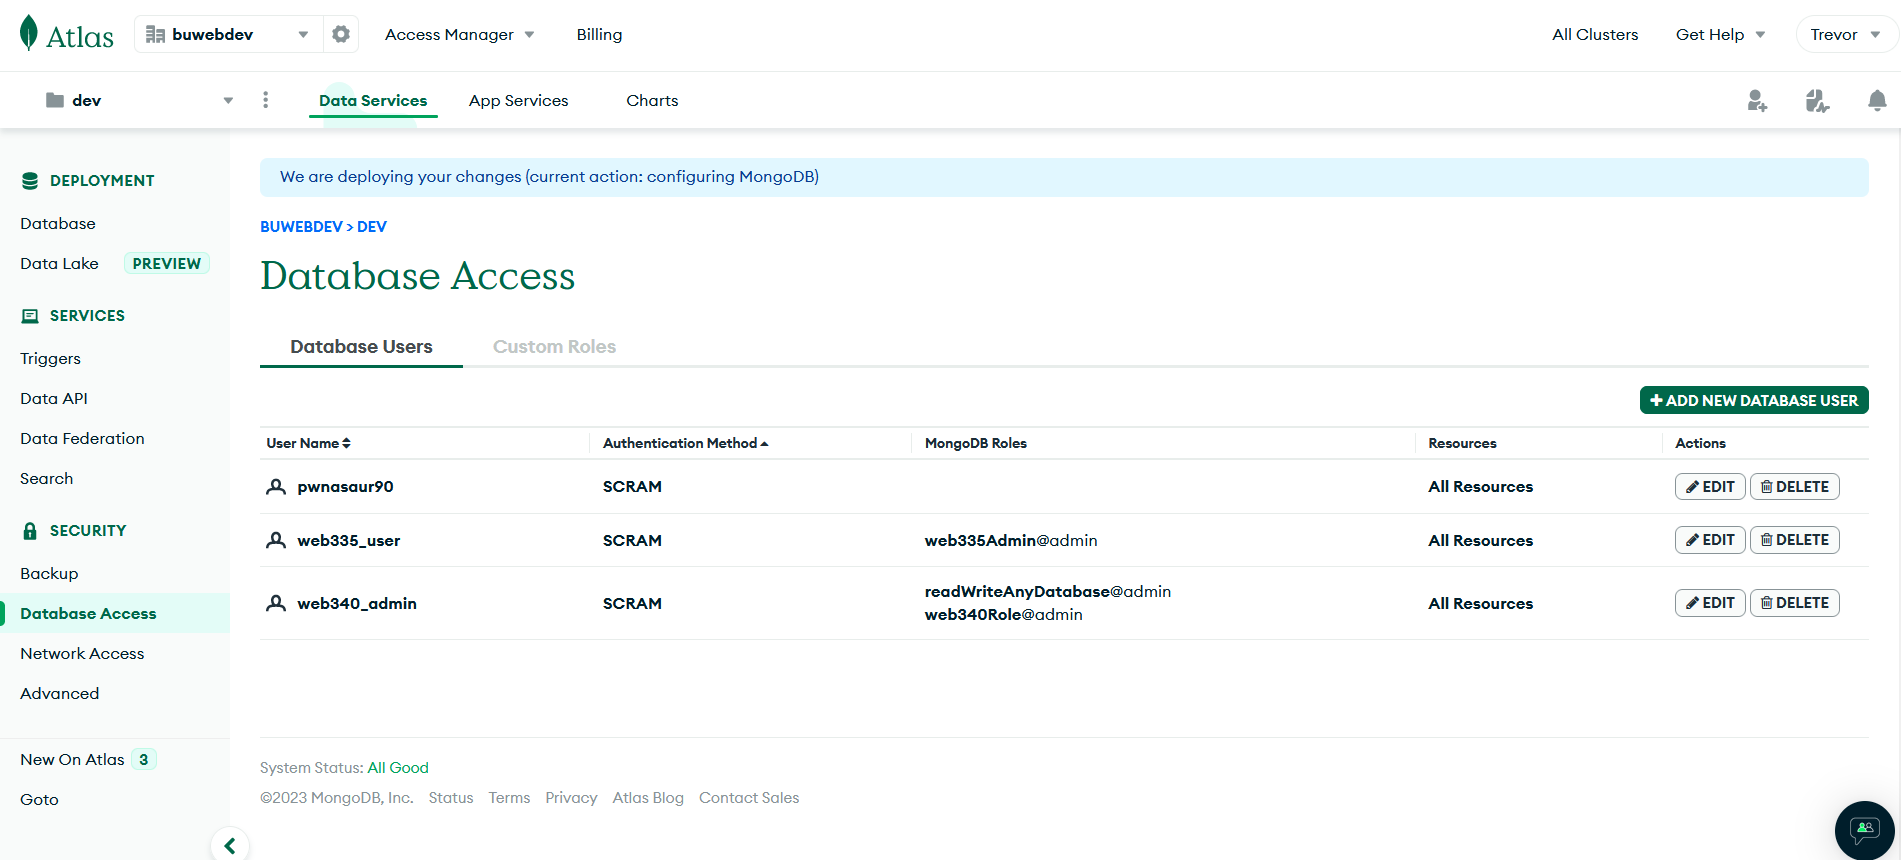 Atlas
buwebdev
Access Manager
Billing
All Clusters
Get Help
Trevor
dev
Data Services
App Services
Charts
DEPLOYMENT
Database
Data Lake PREVIEW
SERVICES
Triggers
Data API
Data Federation
Search
SECURITY
Backup
Database Access
Network Access
Advanced
New On Atlas 3
Goto
We are deploying your changes (current action: configuring MongoDB)
BUWEBDEV > DEV
Database Access
Database Users
Custom Roles
+ ADD NEW DATABASE USER
User Name Authentication Method MongoDB Roles Resources Actions
pwnasaur90 SCRAM All Resources EDIT DELETE
web335_user SCRAM web335Admin@admin All Resources EDIT DELETE
web340_admin SCRAM readWriteAnyDatabase@admin All Resources EDIT DELETE
web340Role@admin
System Status: All Good
©2023 MongoDB, Inc. Status Terms Privacy Atlas Blog Contact Sales